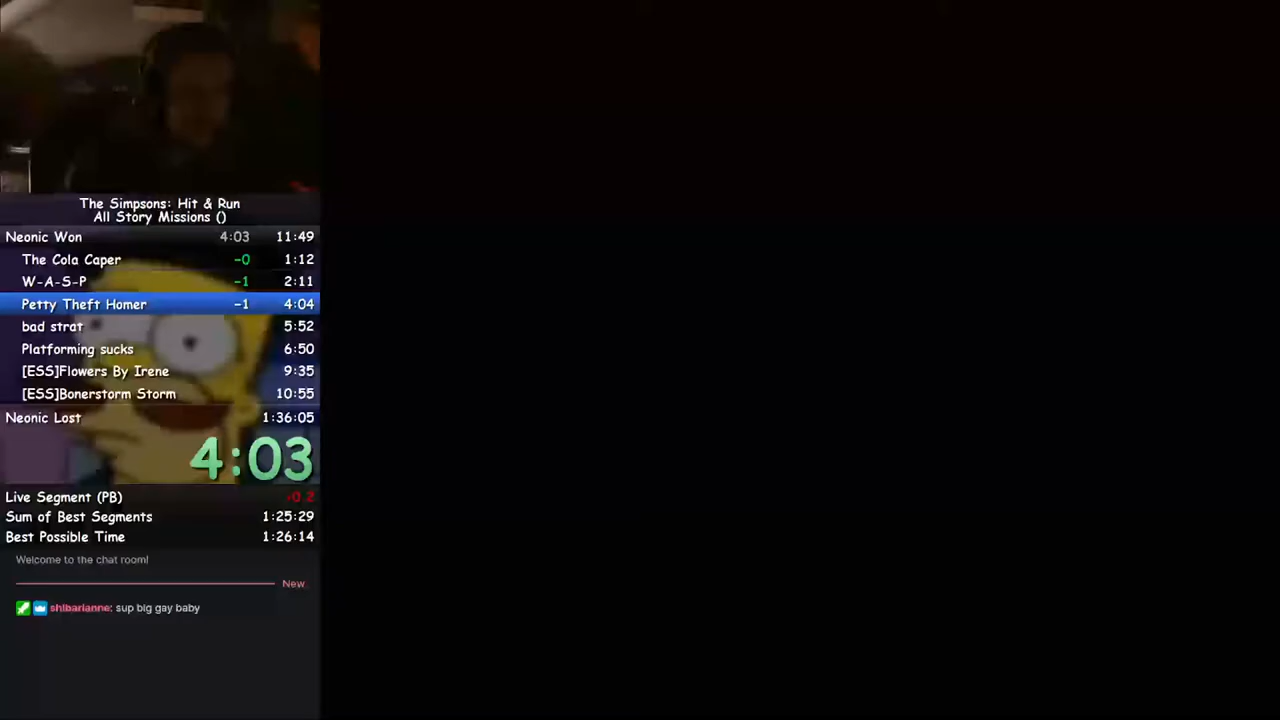 The Simpsons: Hit & Run
All Story Missions ()
Neonic Won 4:03 11:49
The Cola Caper -0 1:12
W-A-S-P -1 2:11
Petty Theft Homer -1 4:04
bad strat 5:52
Platforming sucks 6:50
[ESS]Flowers By Irene 9:35
[ESS]Bonerstorm Storm 10:55
Neonic Lost 1:36:05
4:03
Live Segment (PB) -0.2
Sum of Best Segments 1:25:29
Best Possible Time 1:26:14
Welcome to the chat room!
New
shibarianne: sup big gay baby